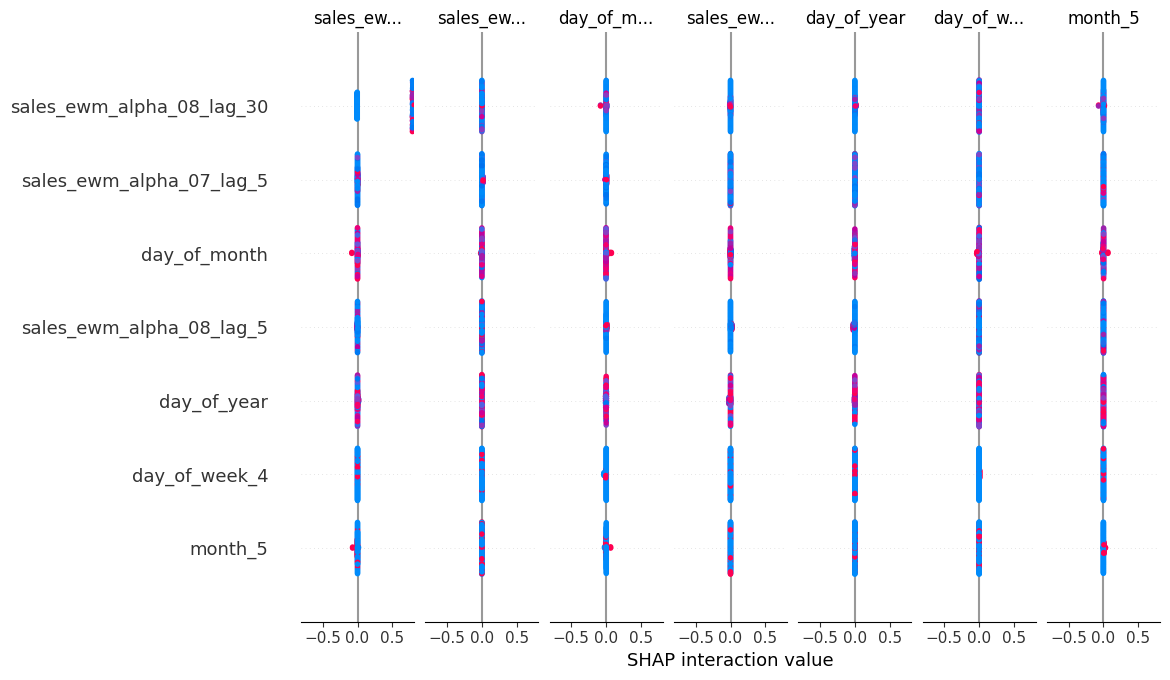 sales_ew... sales_ew... day_of_m... sales_ew... day_of_year day_of_w... month_5
sales_ewm_alpha_08_lag_30
sales_ewm_alpha_07_lag_5
day_of_month
sales_ewm_alpha_08_lag_5
day_of_year
day_of_week_4
month_5
−0.5 0.0 0.5 −0.5 0.0 0.5 −0.5 0.0 0.5 −0.5 0.0 0.5 −0.5 0.0 0.5 −0.5 0.0 0.5 −0.5 0.0 0.5
SHAP interaction value